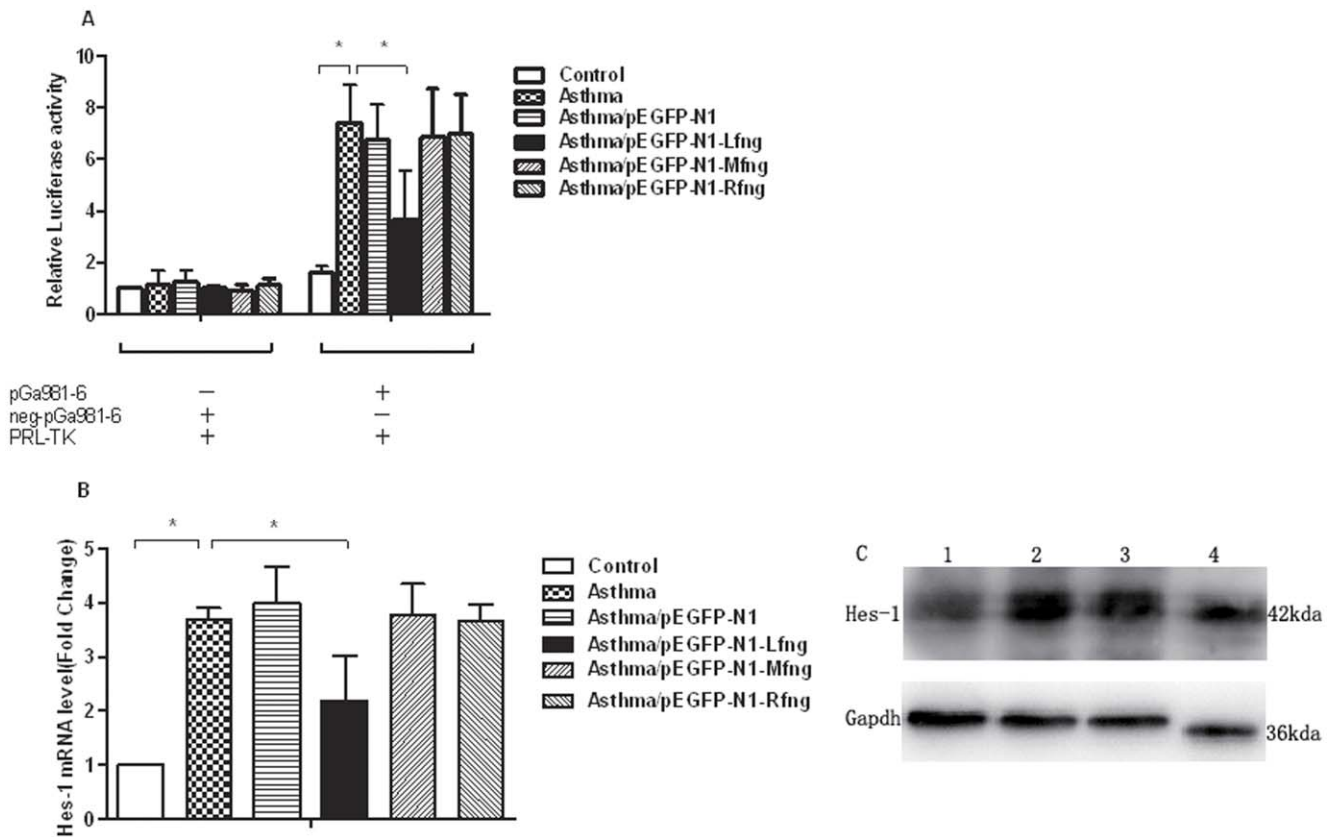 A
* *
10
8
6
4
2
0
Relative Luciferase activity
Control
Asthma
Asthma/pEGFP-N1
Asthma/pEGFP-N1-Lfng
Asthma/pEGFP-N1-Mfng
Asthma/pEGFP-N1-Rfng
pGa981-6 − +
neg-pGa981-6 + −
PRL-TK + +
B
* *
5
4
3
2
1
0
Hes-1 mRNA level(Fold Change)
Control
Asthma
Asthma/pEGFP-N1
Asthma/pEGFP-N1-Lfng
Asthma/pEGFP-N1-Mfng
Asthma/pEGFP-N1-Rfng
C 1 2 3 4
Hes-1 42kda
Gapdh 36kda